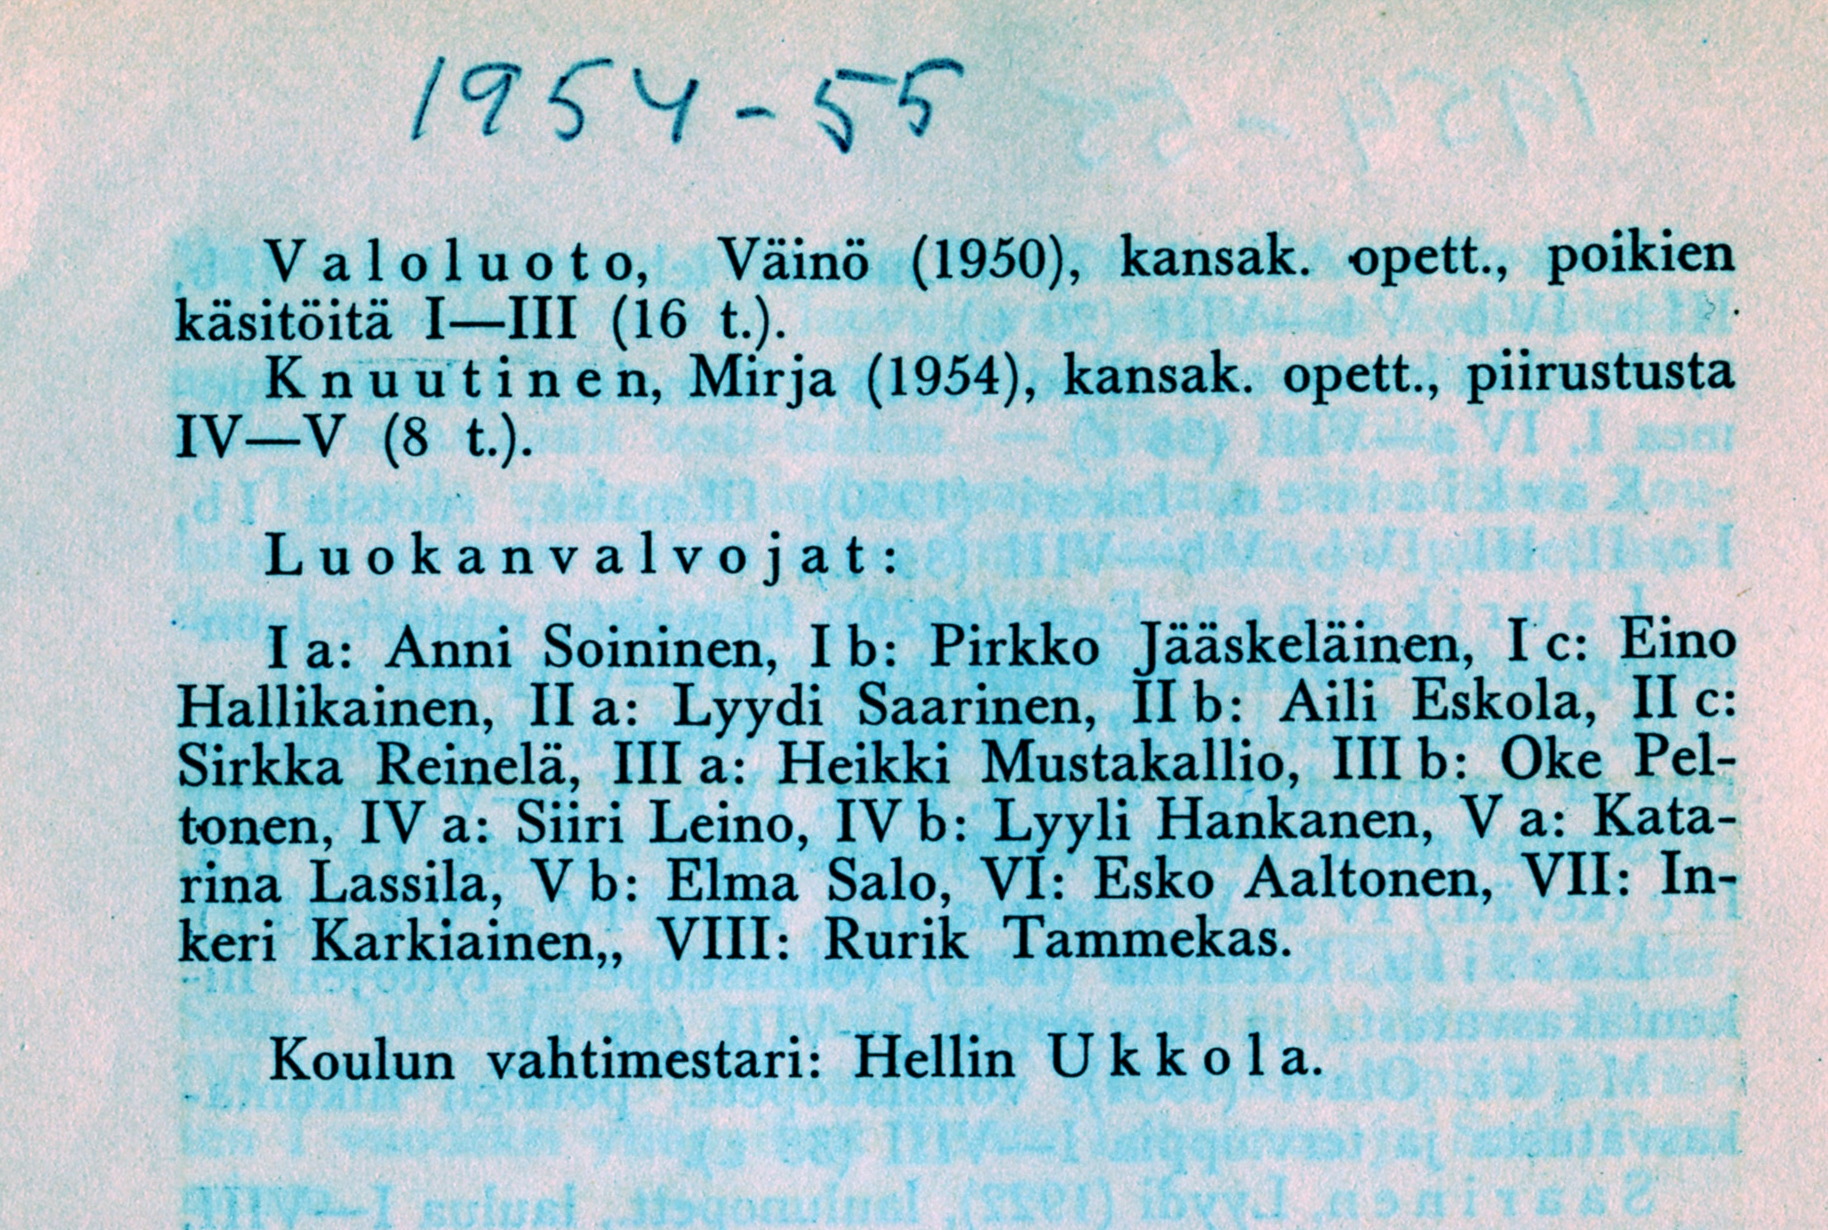 1954-55
Valoluoto, Väinö (1950), kansak. opett., poikien
käsitöitä I—III (16 t.).
Knuutinen, Mirja (1954), kansak. opett., piirustusta
IV—V (8 t.).
Luokanvalvojat:
I a: Anni Soininen, I b: Pirkko Jääskeläinen, I c: Eino
Hallikainen, II a: Lyydi Saarinen, II b: Aili Eskola, II c:
Sirkka Reinelä, III a: Heikki Mustakallio, III b: Oke Pel-
tonen, IV a: Siiri Leino, IV b: Lyyli Hankanen, V a: Kata-
rina Lassila, V b: Elma Salo, VI: Esko Aaltonen, VII: In-
keri Karkiainen,, VIII: Rurik Tammekas.
Koulun vahtimestari: Hellin Ukkola.